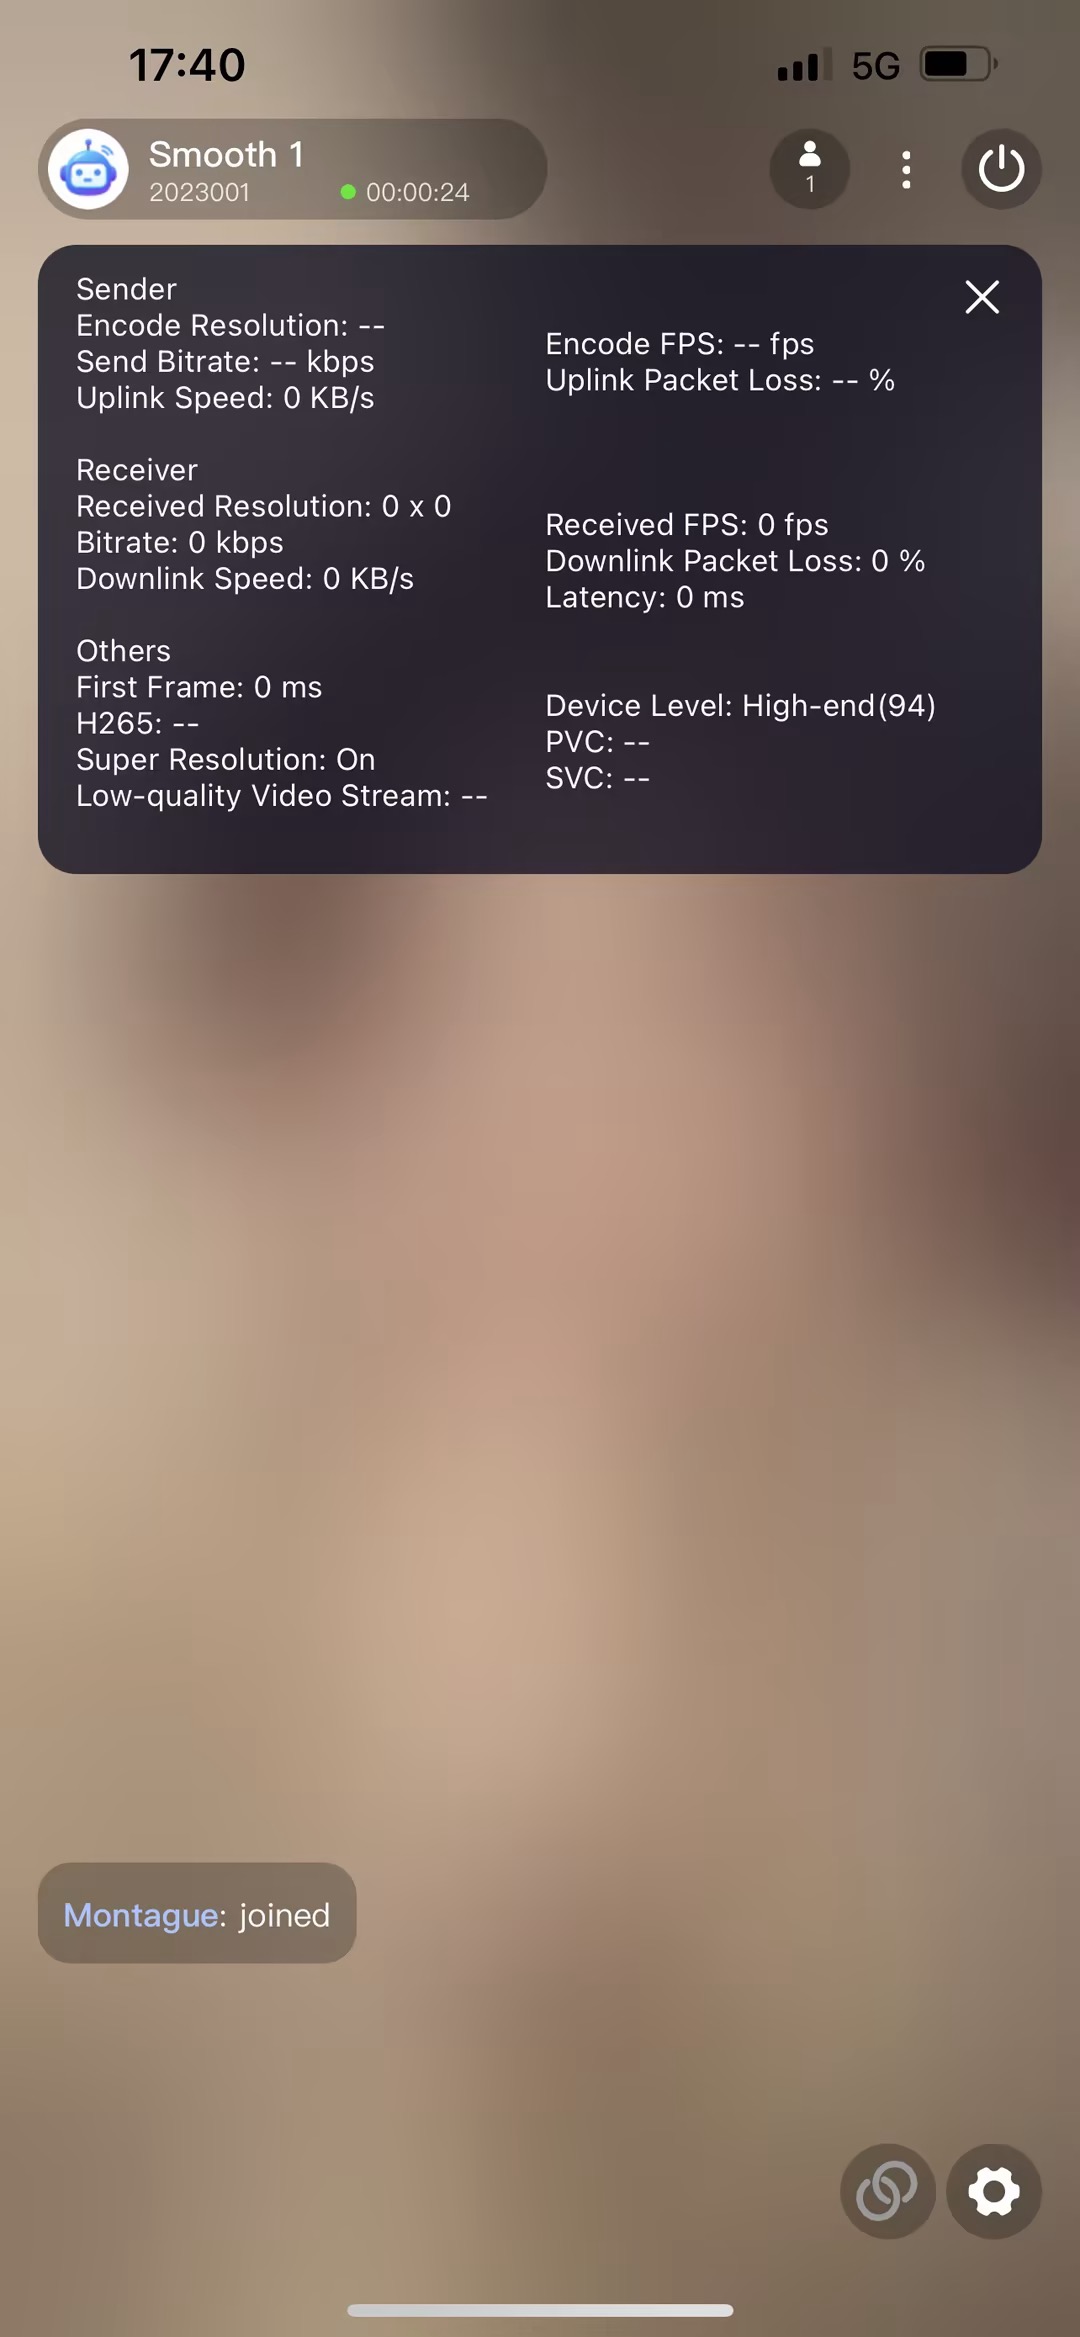 17:40
5G
Smooth 1
2023001
00:00:24
1
Sender
Encode Resolution: --
Send Bitrate: -- kbps
Uplink Speed: 0 KB/s
Encode FPS: -- fps
Uplink Packet Loss: -- %
Receiver
Received Resolution: 0 x 0
Bitrate: 0 kbps
Downlink Speed: 0 KB/s
Received FPS: 0 fps
Downlink Packet Loss: 0 %
Latency: 0 ms
Others
First Frame: 0 ms
H265: --
Super Resolution: On
Low-quality Video Stream: --
Device Level: High-end(94)
PVC: --
SVC: --
Montague: joined